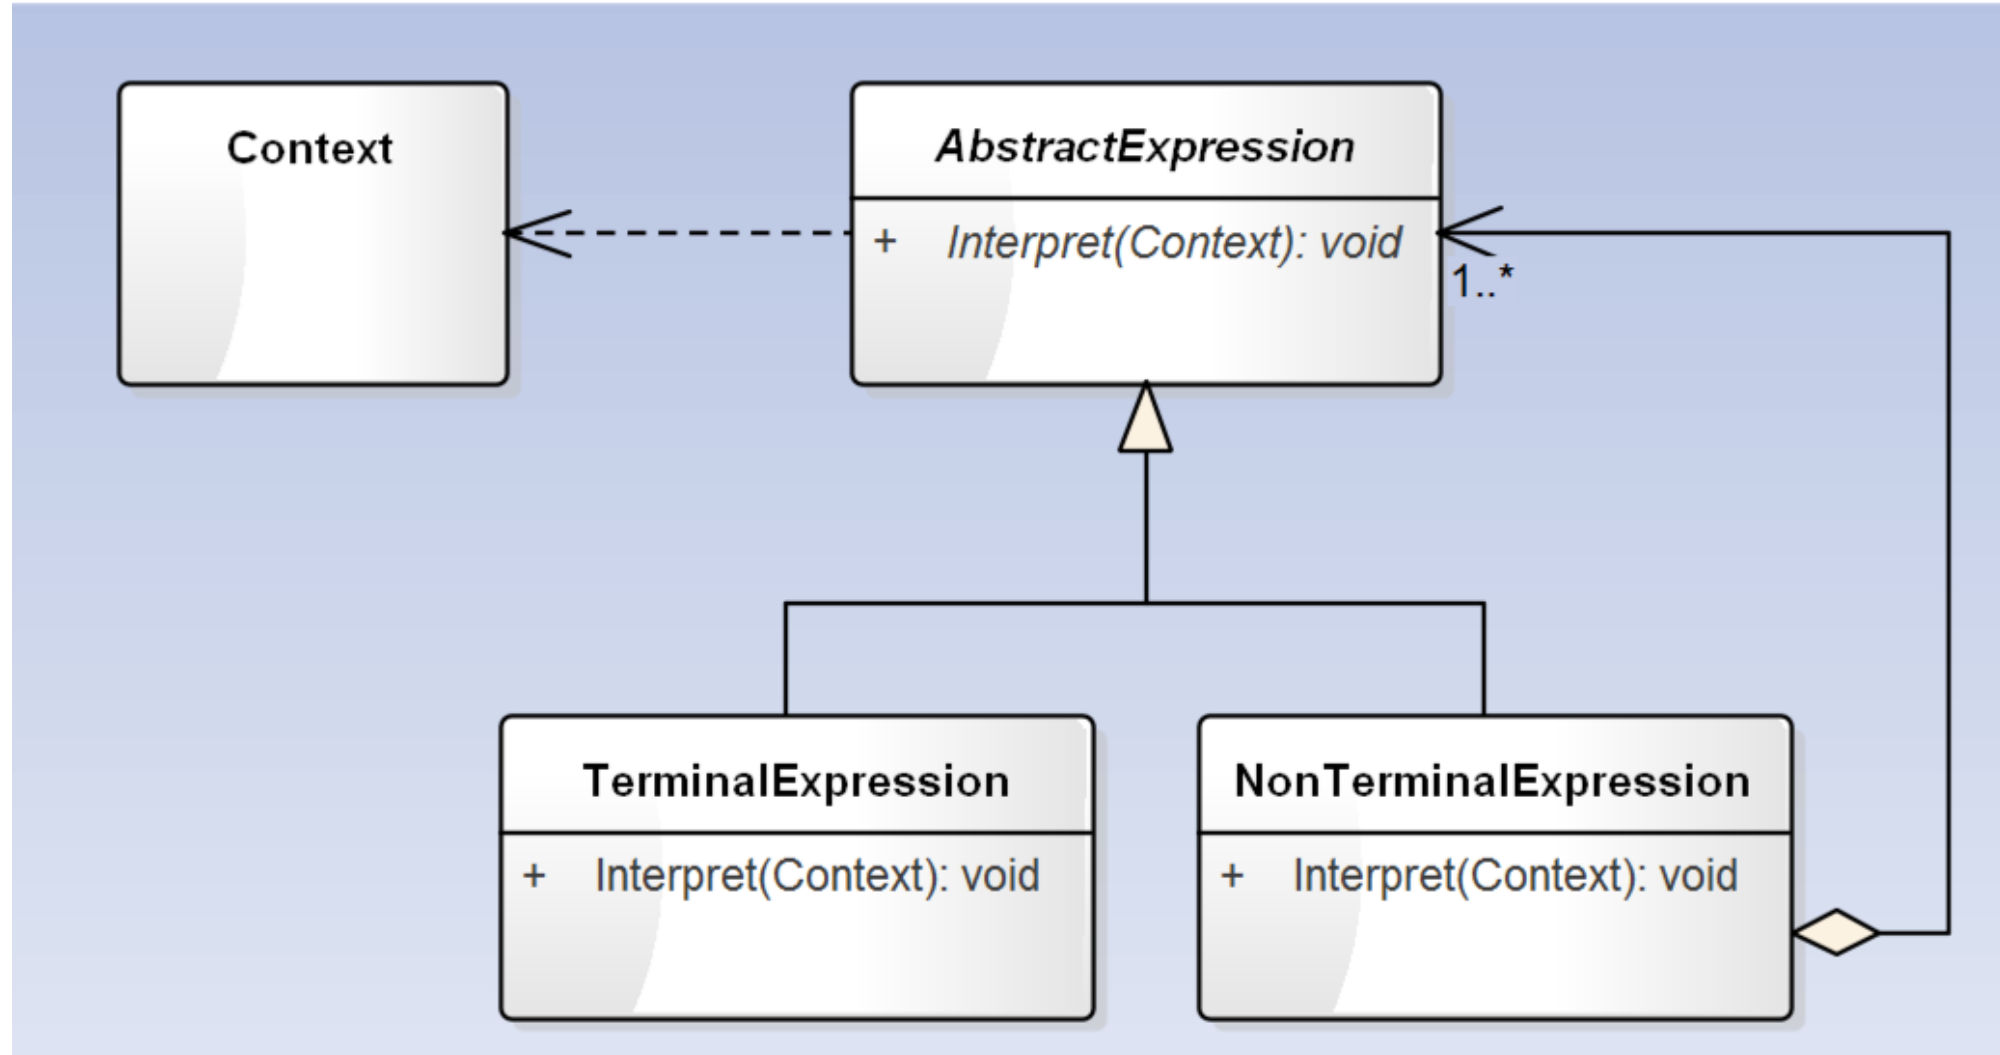 Context
AbstractExpression
+ Interpret(Context): void
1..*
TerminalExpression
+ Interpret(Context): void
NonTerminalExpression
+ Interpret(Context): void